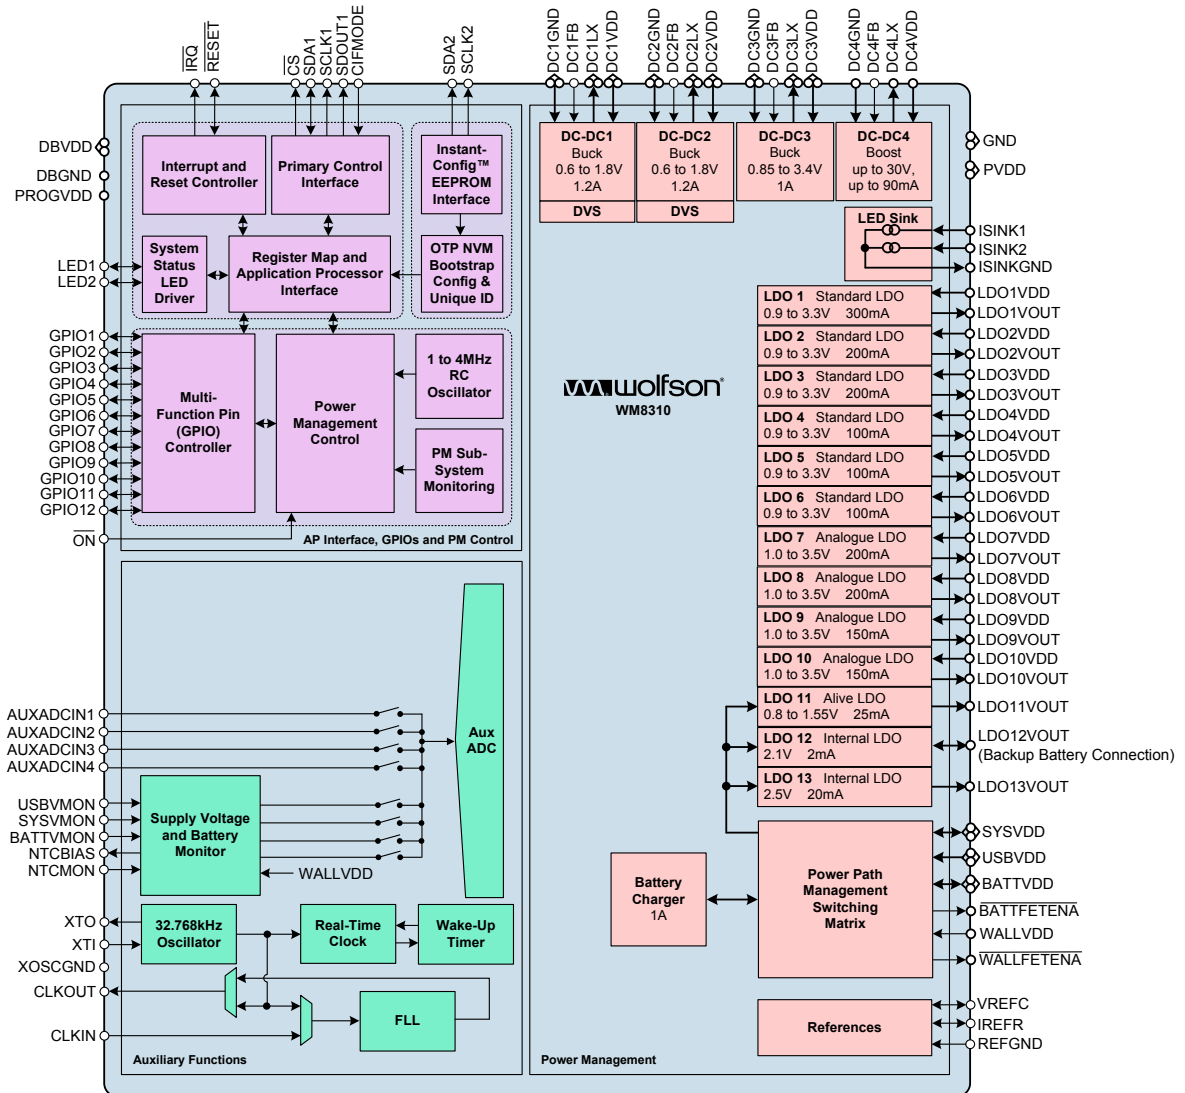 IRQ
RESET
CS
SDA1
SCLK1
SDOUT1
CIFMODE
SDA2
SCLK2
DC1GND
DC1FB
DC1LX
DC1VDD
DC2GND
DC2FB
DC2LX
DC2VDD
DC3GND
DC3FB
DC3LX
DC3VDD
DC4GND
DC4FB
DC4LX
DC4VDD
DBVDD
DBGND
PROGVDD
LED1
LED2
GPIO1
GPIO2
GPIO3
GPIO4
GPIO5
GPIO6
GPIO7
GPIO8
GPIO9
GPIO10
GPIO11
GPIO12
ON
Interrupt and
Reset Controller
Primary Control
Interface
Instant-
Config™
EEPROM
Interface
System
Status
LED
Driver
Register Map and
Application Processor
Interface
OTP NVM
Bootstrap
Config &
Unique ID
Multi-
Function Pin
(GPIO)
Controller
Power
Management
Control
1 to 4MHz
RC
Oscillator
PM Sub-
System
Monitoring
AP Interface, GPIOs and PM Control
AUXADCIN1
AUXADCIN2
AUXADCIN3
AUXADCIN4
USBVMON
SYSVMON
BATTVMON
NTCBIAS
NTCMON
XTO
XTI
XOSCGND
CLKOUT
CLKIN
Aux
ADC
Supply Voltage
and Battery
Monitor
WALLVDD
32.768kHz
Oscillator
Real-Time
Clock
Wake-Up
Timer
FLL
Auxiliary Functions
DC-DC1
Buck
0.6 to 1.8V
1.2A
DVS
DC-DC2
Buck
0.6 to 1.8V
1.2A
DVS
DC-DC3
Buck
0.85 to 3.4V
1A
DC-DC4
Boost
up to 30V,
up to 90mA
LED Sink
wolfson®
WM8310
LDO 1 Standard LDO
0.9 to 3.3V 300mA
LDO 2 Standard LDO
0.9 to 3.3V 200mA
LDO 3 Standard LDO
0.9 to 3.3V 200mA
LDO 4 Standard LDO
0.9 to 3.3V 100mA
LDO 5 Standard LDO
0.9 to 3.3V 100mA
LDO 6 Standard LDO
0.9 to 3.3V 100mA
LDO 7 Analogue LDO
1.0 to 3.5V 200mA
LDO 8 Analogue LDO
1.0 to 3.5V 200mA
LDO 9 Analogue LDO
1.0 to 3.5V 150mA
LDO 10 Analogue LDO
1.0 to 3.5V 150mA
LDO 11 Alive LDO
0.8 to 1.55V 25mA
LDO 12 Internal LDO
2.1V 2mA
LDO 13 Internal LDO
2.5V 20mA
Battery
Charger
1A
Power Path
Management
Switching
Matrix
References
Power Management
GND
PVDD
ISINK1
ISINK2
ISINKGND
LDO1VDD
LDO1VOUT
LDO2VDD
LDO2VOUT
LDO3VDD
LDO3VOUT
LDO4VDD
LDO4VOUT
LDO5VDD
LDO5VOUT
LDO6VDD
LDO6VOUT
LDO7VDD
LDO7VOUT
LDO8VDD
LDO8VOUT
LDO9VDD
LDO9VOUT
LDO10VDD
LDO10VOUT
LDO11VOUT
LDO12VOUT
(Backup Battery Connection)
LDO13VOUT
SYSVDD
USBVDD
BATTVDD
BATTFETENA
WALLVDD
WALLFETENA
VREFC
IREFR
REFGND